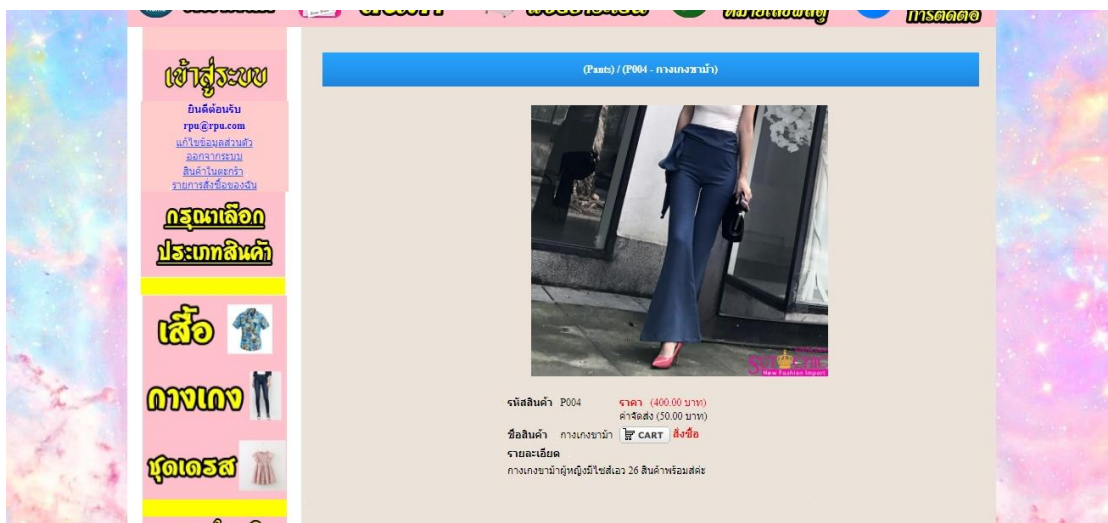 การติดต่อ
เข้าสู่ระบบ
ยินดีต้อนรับ
rpu@rpu.com
แก้ไขข้อมูลส่วนตัว
ออกจากระบบ
สินค้าในตะกร้า
รายการสั่งซื้อของฉัน
กรุณาเลือก
ประเภทสินค้า
เสื้อ
กางเกง
ชุดเดรส
(Pants) / (P004 - กางเกงขาม้า)
New Fashion Import
รหัสสินค้า P004 ราคา (400.00 บาท)
ค่าจัดส่ง (50.00 บาท)
ชื่อสินค้า กางเกงขาม้า CART สั่งซื้อ
รายละเอียด
กางเกงขาม้าผู้หญิงมีไซส์เอว 26 สินค้าพร้อมส่งค่ะ